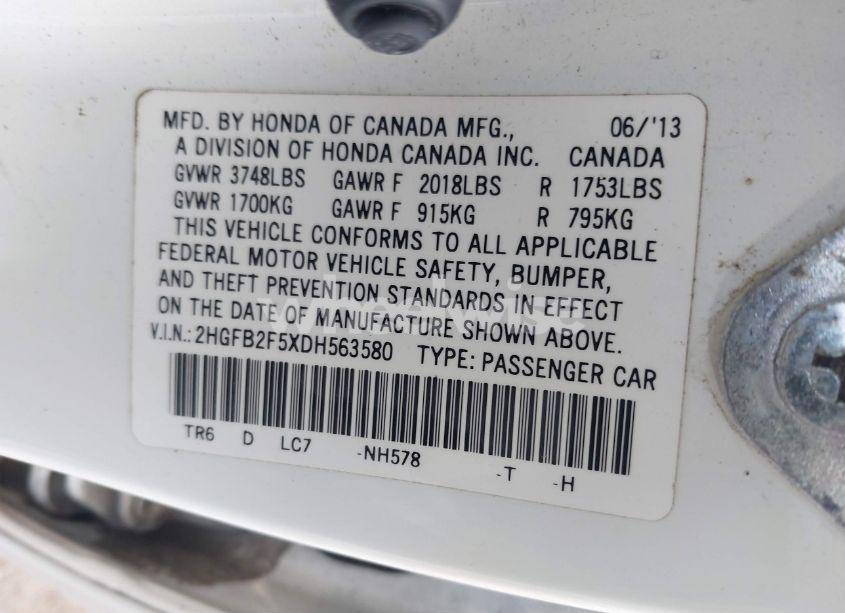 MFD. BY HONDA OF CANADA MFG., 06/'13
A DIVISION OF HONDA CANADA INC. CANADA
GVWR 3748LBS GAWR F 2018LBS R 1753LBS
GVWR 1700KG GAWR F 915KG R 795KG
THIS VEHICLE CONFORMS TO ALL APPLICABLE
FEDERAL MOTOR VEHICLE SAFETY, BUMPER,
AND THEFT PREVENTION STANDARDS IN EFFECT
ON THE DATE OF MANUFACTURE SHOWN ABOVE.
V.I.N.: 2HGFB2F5XDH563580 TYPE: PASSENGER CAR
TR6 D LC7 -NH578 -T -H
wheelwise